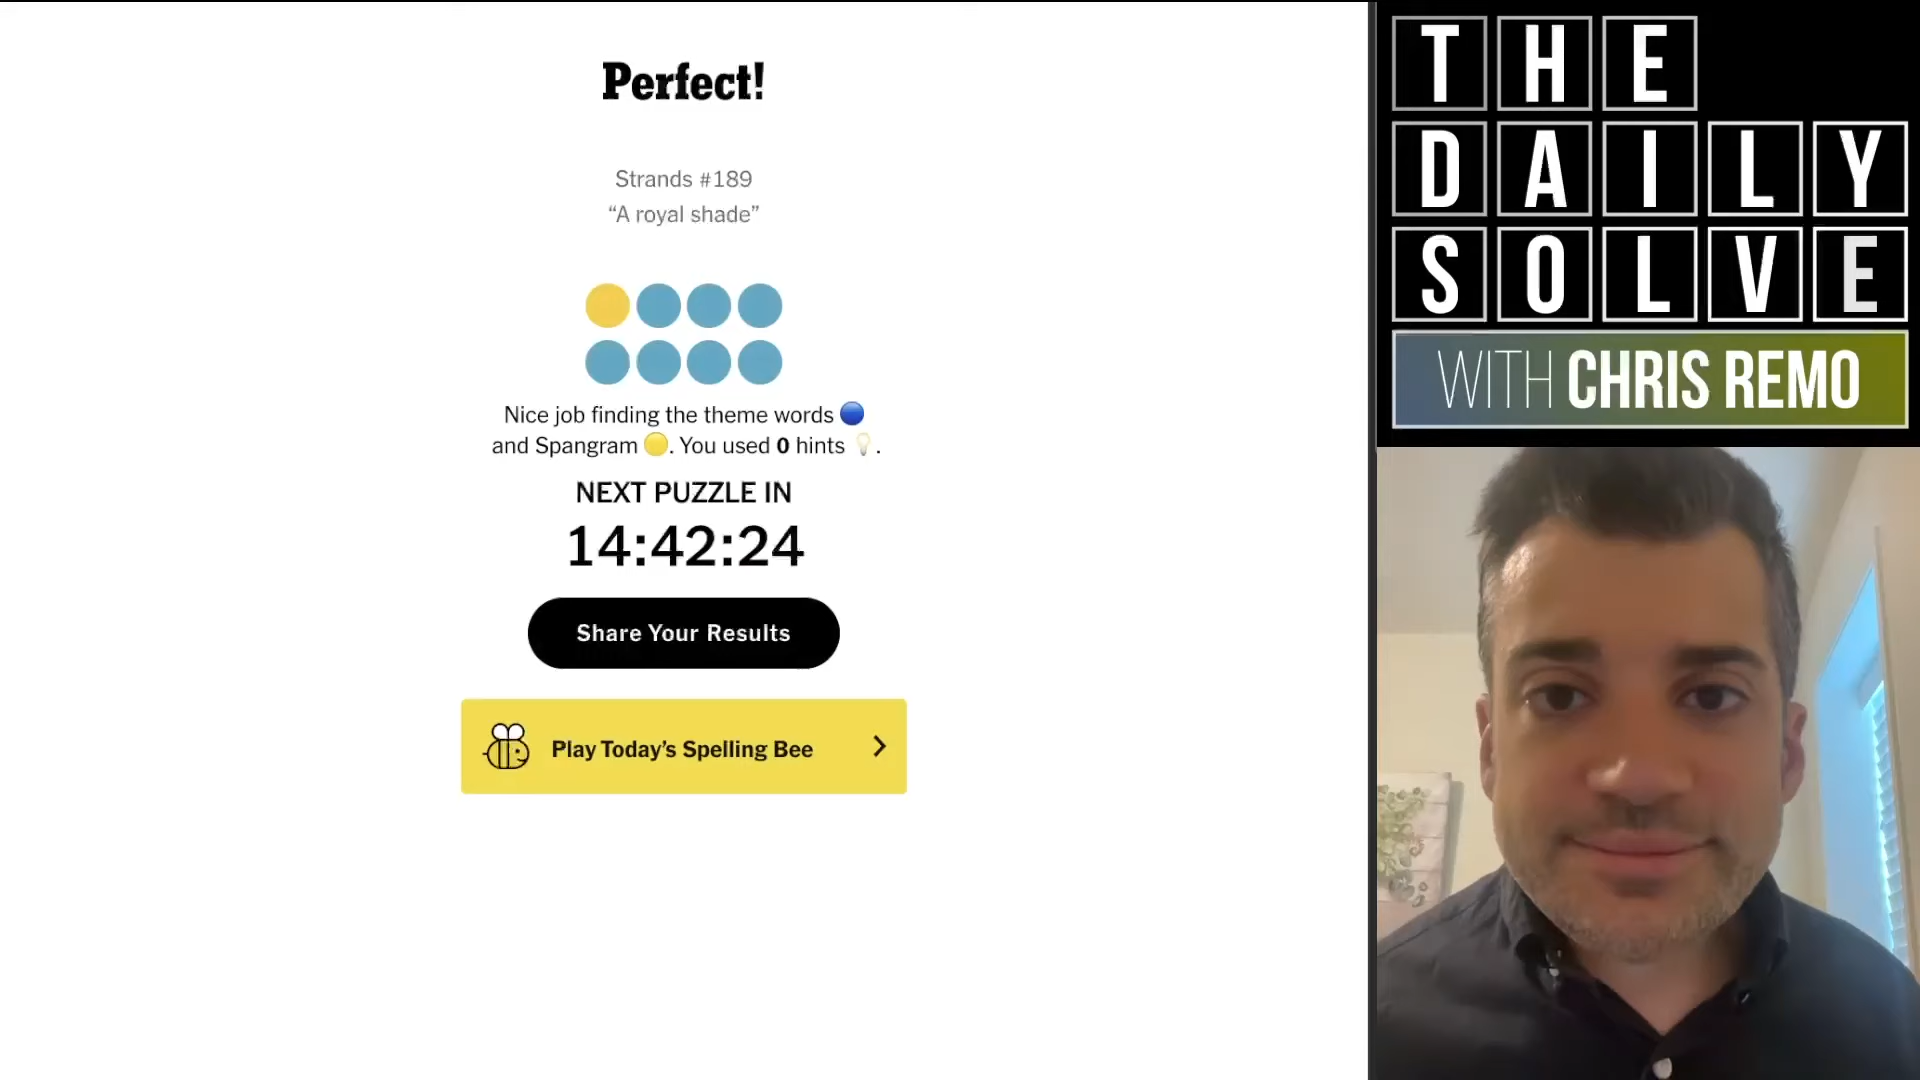 Perfect!
Strands #189
“A royal shade”
Nice job finding the theme words 🔵
and Spangram 🟡. You used 0 hints 💡.
NEXT PUZZLE IN
14:42:24
Share Your Results
Play Today’s Spelling Bee
THE
DAILY
SOLVE
WITH CHRIS REMO